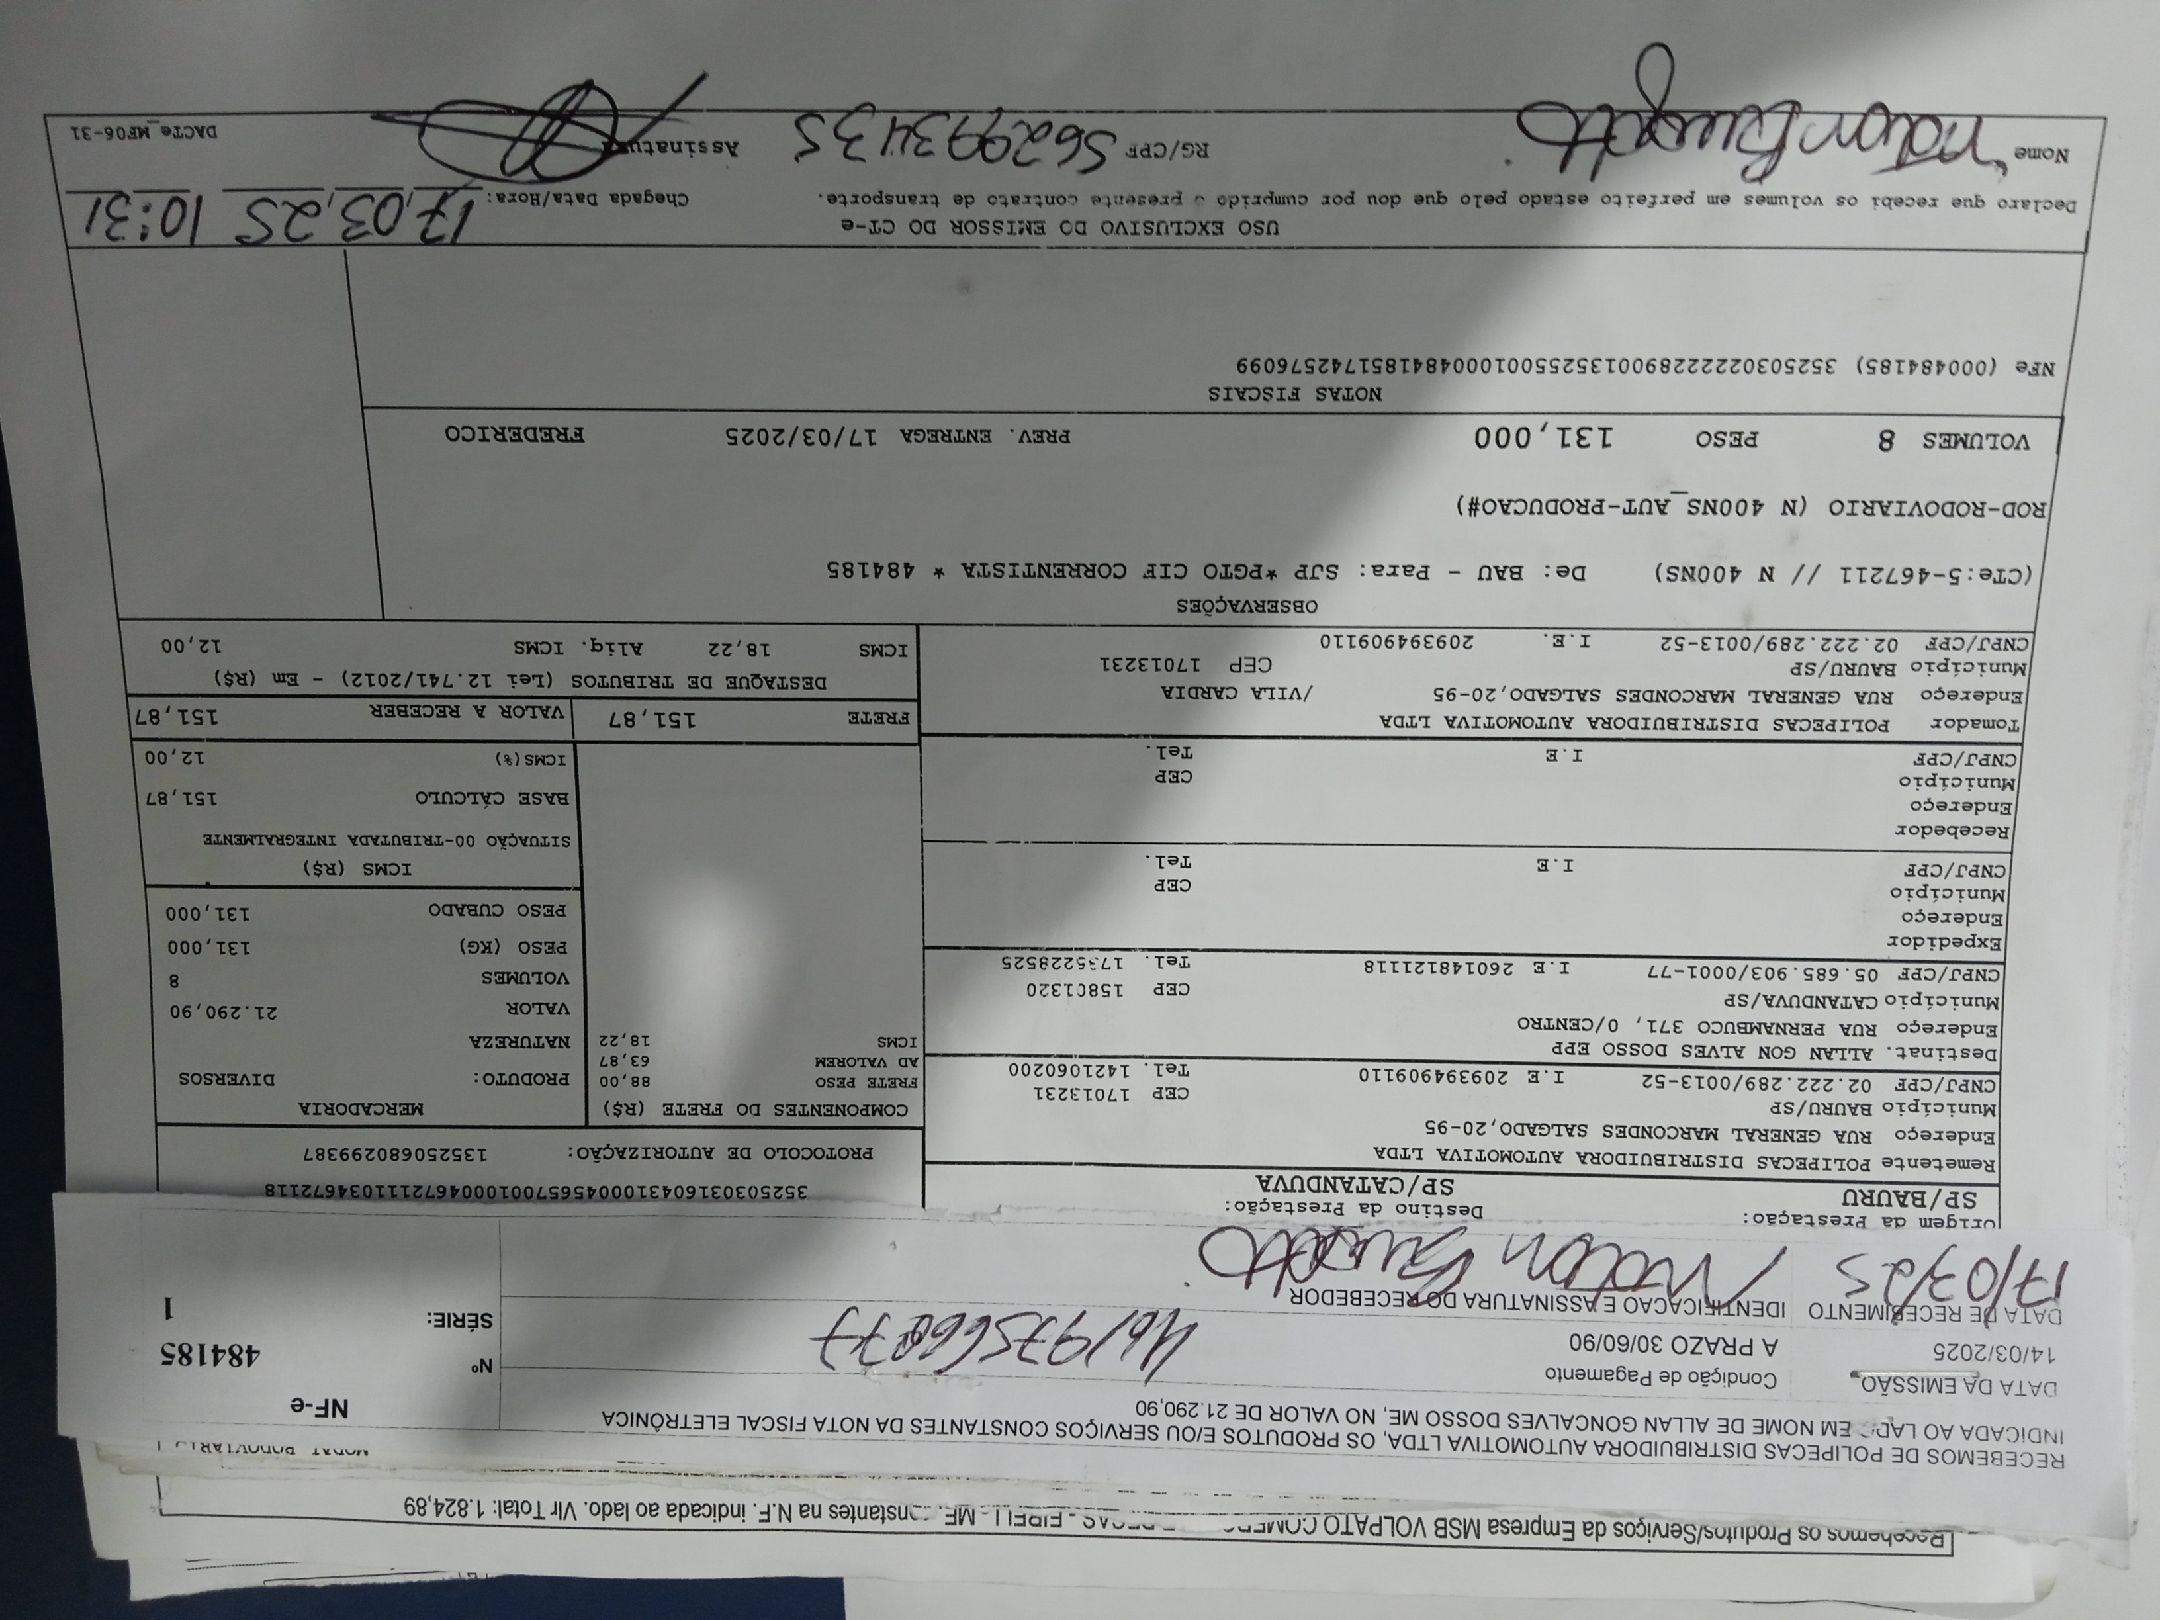 Recebemos os Produtos/Serviços da Empresa MSB VOLPATO COMERC
EIRELI - ME. constantes na N.F. indicada ao lado. Vlr Total: 1.824,89
RECEBEMOS DE POLIPECAS DISTRIBUIDORA AUTOMOTIVA LTDA, OS PRODUTOS E/OU SERVIÇOS CONSTANTES DA NOTA FISCAL ELETRÔNICA
INDICADA AO LADO EM NOME DE ALLAN GONCALVES DOSSO ME, NO VALOR DE 21.290,90
NF-e
DATA DA EMISSÃO Condição de Pagamento
14/03/2025 A PRAZO 30/60/90
Nº 484185
SÉRIE: 1
DATA DE RECEBIMENTO IDENTIFICACAO E ASSINATURA DO RECEBEDOR
17/03/25
Origem da Prestação: Destino da Prestação:
SP/BAURU SP/CATANDUVA
PROTOCOLO DE AUTORIZAÇÃO: 135250680299387
Remetente POLIPECAS DISTRIBUIDORA AUTOMOTIVA LTDA
Endereço RUA GENERAL MARCONDES SALGADO,20-95
Município BAURU/SP CEP 17013231
CNPJ/CPF 02.222.289/0013-52 I.E 209394909110 Tel. 1421060200
Destinat. ALLAN GON ALVES DOSSO EPP
Endereço RUA PERNAMBUCO 371, 0/CENTRO
Município CATANDUVA/SP CEP 15801320
CNPJ/CPF 05.685.903/0001-77 I.E 260148121118 Tel. 1735228525
Expedidor
Endereço
Município CEP
CNPJ/CPF I.E Tel.
Recebedor
Endereço
Município CEP
CNPJ/CPF I.E Tel.
Tomador POLIPECAS DISTRIBUIDORA AUTOMOTIVA LTDA
Endereço RUA GENERAL MARCONDES SALGADO,20-95 /VILA CARDIA
Município BAURU/SP CEP 17013231
CNPJ/CPF 02.222.289/0013-52 I.E. 209394909110
COMPONENTES DO FRETE (R$)
FRETE PESO 88,00
AD VALOREM 63,87
ICMS 18,22
MERCADORIA
PRODUTO: DIVERSOS
NATUREZA
VALOR 21.290,90
VOLUMES 8
PESO (KG) 131,000
PESO CUBADO 131,000
ICMS (R$)
SITUAÇÃO 00-TRIBUTADA INTEGRALMENTE
BASE CÁLCULO 151,87
ICMS(%) 12,00
FRETE 151,87 VALOR A RECEBER 151,87
DESTAQUE DE TRIBUTOS (Lei 12.741/2012) - Em (R$)
ICMS 18,22 Aliq. ICMS 12,00
OBSERVAÇÕES
(CTe:5-467211 // N 400NS) De: BAU - Para: SJP *PGTO CIF CORRENTISTA * 484185
ROD-RODOVIARIO (N 400NS_AUT-PRODUCAO#)
VOLUMES 8 PESO 131,000 PREV. ENTREGA 17/03/2025 FREDERICO
NOTAS FISCAIS
NFe (000484185) 35250302222289001352550010004841851742576099
USO EXCLUSIVO DO EMISSOR DO CT-e
Declaro que recebi os volumes em perfeito estado pelo que dou por cumprido o presente contrato de transporte. Chegada Data/Hora: 17,03,25 10:31
Nome RG/CPF 562993435 Assinatura
DACTe_MF06-31